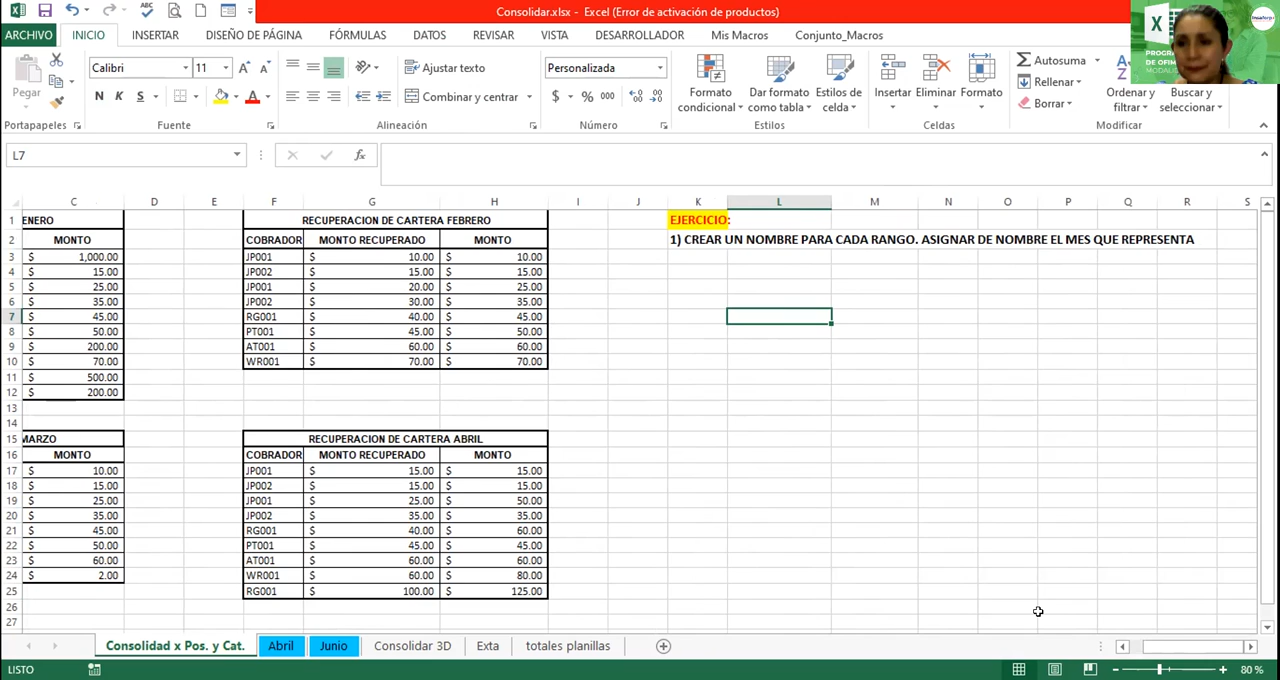 Consolidar.xlsx - Excel (Error de activación de productos)
ARCHIVO INICIO INSERTAR DISEÑO DE PÁGINA FÓRMULAS DATOS REVISAR VISTA DESARROLLADOR Mis Macros Conjunto_Macros
Pegar
Calibri 11
N K S
Ajustar texto
Combinar y centrar
Personalizada
$ % 000
Formato condicional
Dar formato como tabla
Estilos de celda
Insertar Eliminar Formato
Autosuma
Rellenar
Borrar
Ordenar y filtrar
Buscar y seleccionar
Portapapeles Fuente Alineación Número Estilos Celdas Modificar
L7 fx
C D E F G H I J K L M N O P Q R S
1 ENERO RECUPERACION DE CARTERA FEBRERO EJERCICIO:
2 MONTO COBRADOR MONTO RECUPERADO MONTO 1) CREAR UN NOMBRE PARA CADA RANGO. ASIGNAR DE NOMBRE EL MES QUE REPRESENTA
3 $ 1,000.00 JP001 $ 10.00 $ 10.00
4 $ 15.00 JP002 $ 15.00 $ 15.00
5 $ 25.00 JP001 $ 20.00 $ 25.00
6 $ 35.00 JP002 $ 30.00 $ 35.00
7 $ 45.00 RG001 $ 40.00 $ 45.00
8 $ 50.00 PT001 $ 45.00 $ 50.00
9 $ 200.00 AT001 $ 60.00 $ 60.00
10 $ 70.00 WR001 $ 70.00 $ 70.00
11 $ 500.00
12 $ 200.00
13
14
15 MARZO RECUPERACION DE CARTERA ABRIL
16 MONTO COBRADOR MONTO RECUPERADO MONTO
17 $ 10.00 JP001 $ 15.00 $ 15.00
18 $ 15.00 JP002 $ 15.00 $ 15.00
19 $ 25.00 JP001 $ 25.00 $ 50.00
20 $ 35.00 JP002 $ 35.00 $ 35.00
21 $ 45.00 RG001 $ 40.00 $ 60.00
22 $ 50.00 PT001 $ 45.00 $ 45.00
23 $ 60.00 AT001 $ 60.00 $ 60.00
24 $ 2.00 WR001 $ 60.00 $ 80.00
25 RG001 $ 100.00 $ 125.00
26
27
Consolidad x Pos. y Cat. Abril Junio Consolidar 3D Exta totales planillas
LISTO 80 %